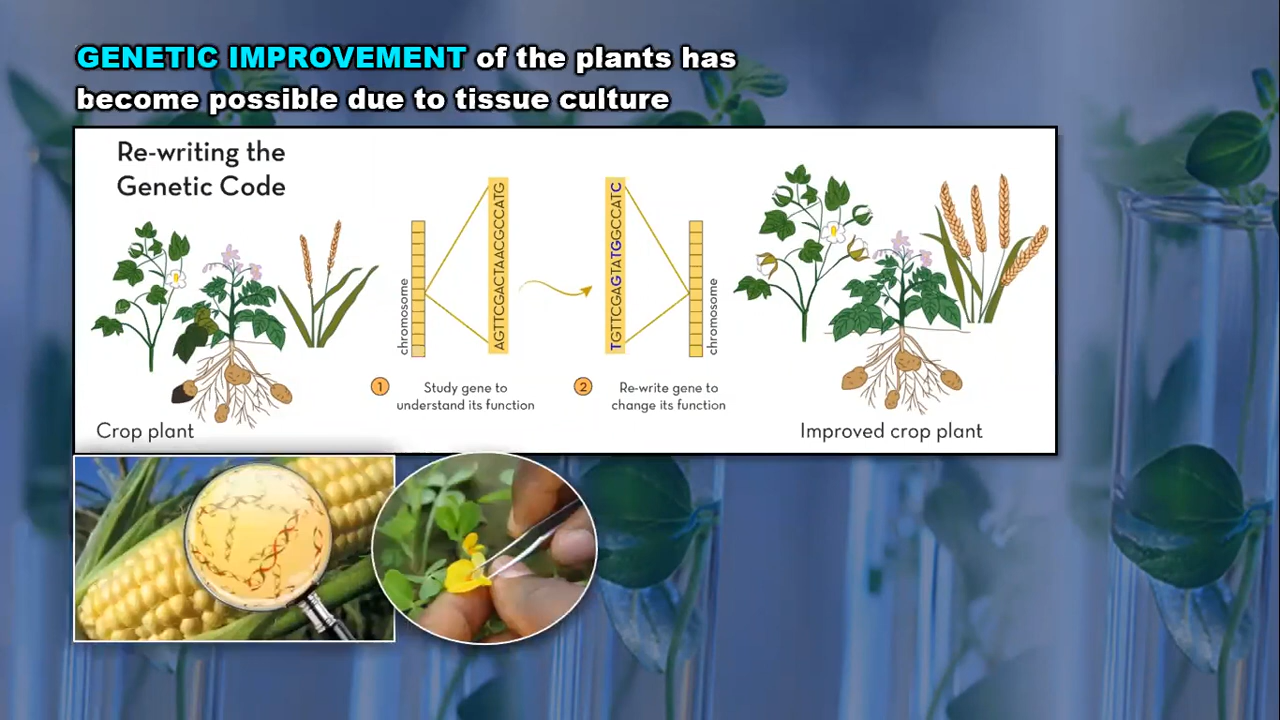 GENETIC IMPROVEMENT of the plants has
become possible due to tissue culture
Re-writing the
Genetic Code
chromosome
AGTTCGACTAACGCCATG
TGTTCGAGTATGGCCATC
chromosome
1
Study gene to
understand its function
2
Re-write gene to
change its function
Crop plant
Improved crop plant